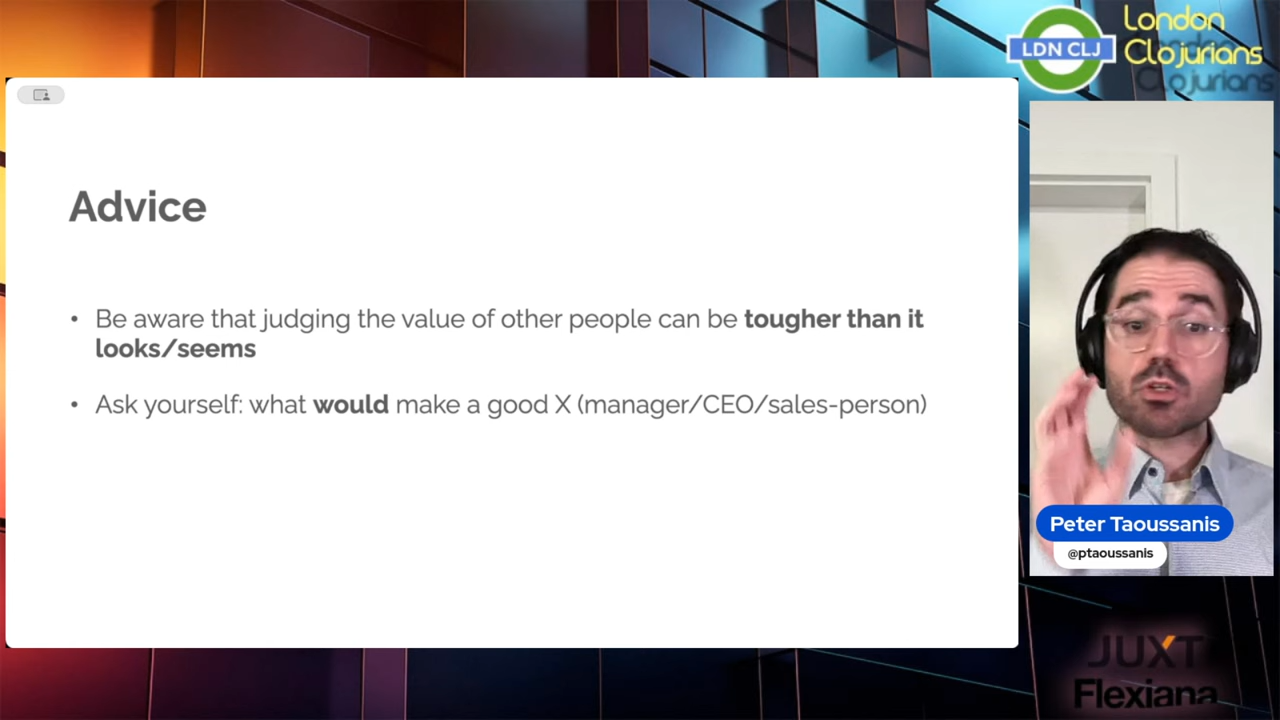 London
LDN CLJ
Clojurians
Clojurians
Advice
• Be aware that judging the value of other people can be tougher than it
looks/seems
• Ask yourself: what would make a good X (manager/CEO/sales-person)
Peter Taoussanis
@ptaoussanis
JUXT
Flexiana